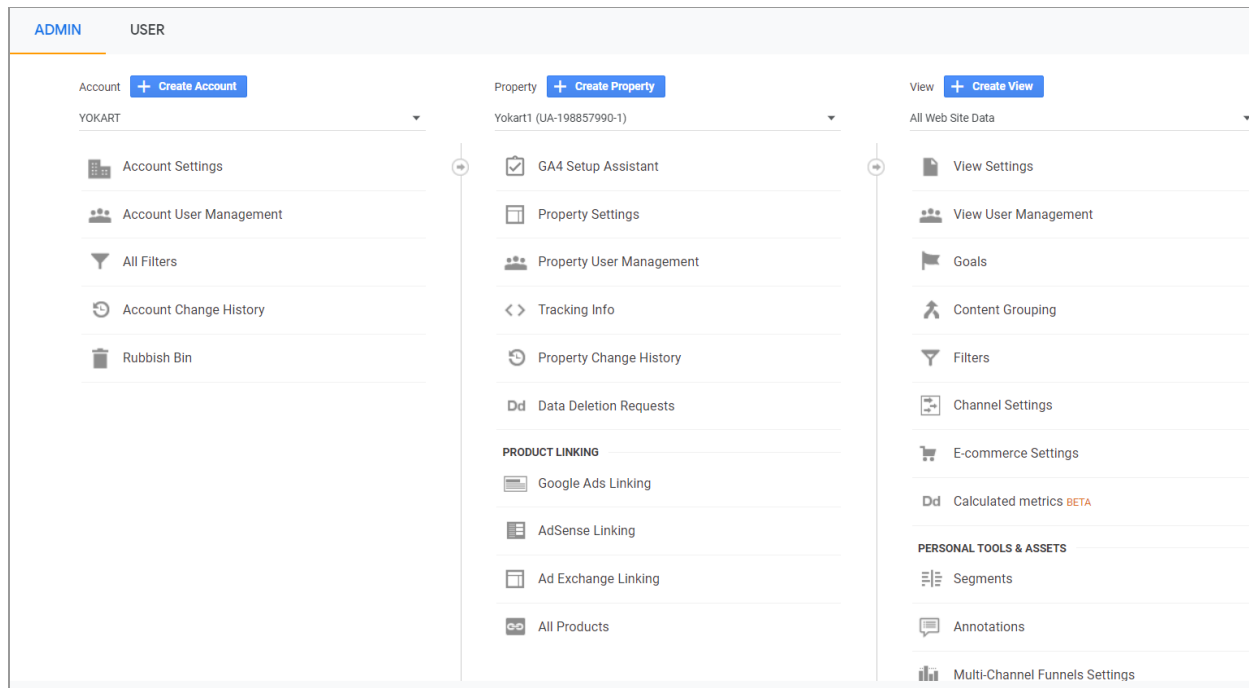 ADMIN USER
Account + Create Account
YOKART
Account Settings
Account User Management
All Filters
Account Change History
Rubbish Bin
Property + Create Property
Yokart1 (UA-198857990-1)
GA4 Setup Assistant
Property Settings
Property User Management
Tracking Info
Property Change History
Dd Data Deletion Requests
PRODUCT LINKING
Google Ads Linking
AdSense Linking
Ad Exchange Linking
All Products
View + Create View
All Web Site Data
View Settings
View User Management
Goals
Content Grouping
Filters
Channel Settings
E-commerce Settings
Dd Calculated metrics BETA
PERSONAL TOOLS & ASSETS
Segments
Annotations
Multi-Channel Funnels Settings